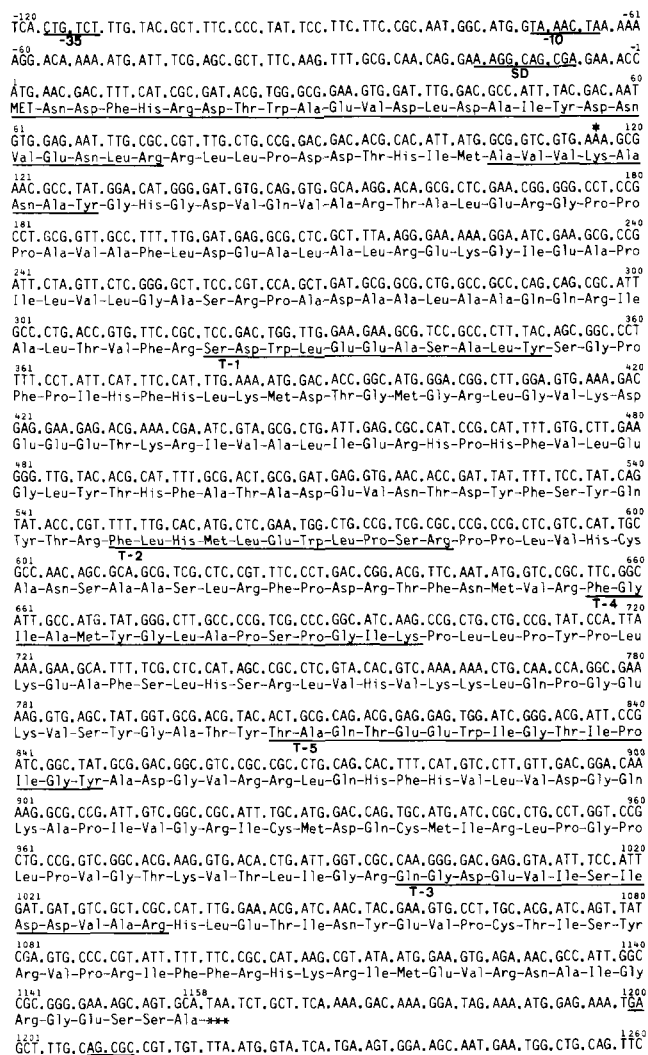 -120 -61
TCA.CTG.TCT.TTG.TAC.GCT.TTC.CCC.TAT.TCC.TTC.TTC.CGC.AAT.GGC.ATG.GTA.AAC.TAA.AAA
-35 -10
-60 -1
AGG.ACA.AAA.ATG.ATT.TCG.AGC.GCT.TTC.AAG.TTT.GCG.CAA.CAG.GAA.AGG.CAG.CGA.GAA.ACC
SD
1 60
ATG.AAC.GAC.TTT.CAT.CGC.GAT.ACG.TGG.GCG.GAA.GTG.GAT.TTG.GAC.GCC.ATT.TAC.GAC.AAT
MET-Asn-Asp-Phe-His-Arg-Asp-Thr-Trp-Ala-Glu-Val-Asp-Leu-Asp-Ala-Ile-Tyr-Asp-Asn
61 * 120
GTG.GAG.AAT.TTG.CGC.CGT.TTG.CTG.CCG.GAC.GAC.ACG.CAC.ATT.ATG.GCG.GTC.GTG.AAA.GCG
Val-Glu-Asn-Leu-Arg-Arg-Leu-Leu-Pro-Asp-Asp-Thr-His-Ile-Met-Ala-Val-Val-Lys-Ala
121 180
AAC.GCC.TAT.GGA.CAT.GGG.GAT.GTG.CAG.GTG.GCA.AGG.ACA.GCG.CTC.GAA.CGG.GGG.CCT.CCG
Asn-Ala-Tyr-Gly-His-Gly-Asp-Val-Gln-Val-Ala-Arg-Thr-Ala-Leu-Glu-Arg-Gly-Pro-Pro
181 240
CCT.GCG.GTT.GCC.TTT.TTG.GAT.GAG.GCG.CTC.GCT.TTA.AGG.GAA.AAA.GGA.ATC.GAA.GCG.CCG
Pro-Ala-Val-Ala-Phe-Leu-Asp-Glu-Ala-Leu-Ala-Leu-Arg-Glu-Lys-Gly-Ile-Glu-Ala-Pro
241 300
ATT.CTA.GTT.CTC.GGG.GCT.TCC.CGT.CCA.GCT.GAT.GCG.GCG.CTG.GCC.GCC.CAG.CAG.CGC.ATT
Ile-Leu-Val-Leu-Gly-Ala-Ser-Arg-Pro-Ala-Asp-Ala-Ala-Leu-Ala-Ala-Gln-Gln-Arg-Ile
301 360
GCC.CTG.ACC.GTG.TTC.CGC.TCC.GAC.TGG.TTG.GAA.GAA.GCG.TCC.GCC.CTT.TAC.AGC.GGC.CCT
Ala-Leu-Thr-Val-Phe-Arg-Ser-Asp-Trp-Leu-Glu-Glu-Ala-Ser-Ala-Leu-Tyr-Ser-Gly-Pro
T-1
361 420
TTT.CCT.ATT.CAT.TTC.CAT.TTG.AAA.ATG.GAC.ACC.GGC.ATG.GGA.CGG.CTT.GGA.GTG.AAA.GAC
Phe-Pro-Ile-His-Phe-His-Leu-Lys-Met-Asp-Thr-Gly-Met-Gly-Arg-Leu-Gly-Val-Lys-Asp
421 480
GAG.GAA.GAG.ACG.AAA.CGA.ATC.GTA.GCG.CTG.ATT.GAG.CGC.CAT.CCG.CAT.TTT.GTG.CTT.GAA
Glu-Glu-Glu-Thr-Lys-Arg-Ile-Val-Ala-Leu-Ile-Glu-Arg-His-Pro-His-Phe-Val-Leu-Glu
481 540
GGG.TTG.TAC.ACG.CAT.TTT.GCG.ACT.GCG.GAT.GAG.GTG.AAC.ACC.GAT.TAT.TTT.TCC.TAT.CAG
Gly-Leu-Tyr-Thr-His-Phe-Ala-Thr-Ala-Asp-Glu-Val-Asn-Thr-Asp-Tyr-Phe-Ser-Tyr-Gln
541 600
TAT.ACC.CGT.TTT.TTG.CAC.ATG.CTC.GAA.TGG.CTG.CCG.TCG.CGC.CCG.CCG.CTC.GTC.CAT.TGC
Tyr-Thr-Arg-Phe-Leu-His-Met-Leu-Glu-Trp-Leu-Pro-Ser-Arg-Pro-Pro-Leu-Val-His-Cys
T-2
601 660
GCC.AAC.AGC.GCA.GCG.TCG.CTC.CGT.TTC.CCT.GAC.CGG.ACG.TTC.AAT.ATG.GTC.CGC.TTC.GGC
Ala-Asn-Ser-Ala-Ala-Ser-Leu-Arg-Phe-Pro-Asp-Arg-Thr-Phe-Asn-Met-Val-Arg-Phe-Gly
T-4
661 720
ATT.GCC.ATG.TAT.GGG.CTT.GCC.CCG.TCG.CCC.GGC.ATC.AAG.CCG.CTG.CTG.CCG.TAT.CCA.TTA
Ile-Ala-Met-Tyr-Gly-Leu-Ala-Pro-Ser-Pro-Gly-Ile-Lys-Pro-Leu-Leu-Pro-Tyr-Pro-Leu
721 780
AAA.GAA.GCA.TTT.TCG.CTC.CAT.AGC.CGC.CTC.GTA.CAC.GTC.AAA.AAA.CTG.CAA.CCA.GGC.GAA
Lys-Glu-Ala-Phe-Ser-Leu-His-Ser-Arg-Leu-Val-His-Val-Lys-Lys-Leu-Gln-Pro-Gly-Glu
781 840
AAG.GTG.AGC.TAT.GGT.GCG.ACG.TAC.ACT.GCG.CAG.ACG.GAG.GAG.TGG.ATC.GGG.ACG.ATT.CCG
Lys-Val-Ser-Tyr-Gly-Ala-Thr-Tyr-Thr-Ala-Gln-Thr-Glu-Glu-Trp-Ile-Gly-Thr-Ile-Pro
T-5
841 900
ATC.GGC.TAT.GCG.GAC.GGC.GTC.CGC.CGC.CTG.CAG.CAC.TTT.CAT.GTC.CTT.GTT.GAC.GGA.CAA
Ile-Gly-Tyr-Ala-Asp-Gly-Val-Arg-Arg-Leu-Gln-His-Phe-His-Val-Leu-Val-Asp-Gly-Gln
901 960
AAG.GCG.CCG.ATT.GTC.GGC.CGC.ATT.TGC.ATG.GAC.CAG.TGC.ATG.ATC.CGC.CTG.CCT.GGT.CCG
Lys-Ala-Pro-Ile-Val-Gly-Arg-Ile-Cys-Met-Asp-Gln-Cys-Met-Ile-Arg-Leu-Pro-Gly-Pro
961 1020
CTG.CCG.GTC.GGC.ACG.AAG.GTG.ACA.CTG.ATT.GGT.CGC.CAA.GGG.GAC.GAG.GTA.ATT.TCC.ATT
Leu-Pro-Val-Gly-Thr-Lys-Val-Thr-Leu-Ile-Gly-Arg-Gln-Gly-Asp-Glu-Val-Ile-Ser-Ile
T-3
1021 1080
GAT.GAT.GTC.GCT.CGC.CAT.TTG.GAA.ACG.ATC.AAC.TAC.GAA.GTG.CCT.TGC.ACG.ATC.AGT.TAT
Asp-Asp-Val-Ala-Arg-His-Leu-Glu-Thr-Ile-Asn-Tyr-Glu-Val-Pro-Cys-Thr-Ile-Ser-Tyr
1081 1140
CGA.GTG.CCC.CGT.ATT.TTT.TTC.CGC.CAT.AAG.CGT.ATA.ATG.GAA.GTG.AGA.AAC.GCC.ATT.GGC
Arg-Val-Pro-Arg-Ile-Phe-Phe-Arg-His-Lys-Arg-Ile-Met-Glu-Val-Arg-Asn-Ala-Ile-Gly
1141 1158 1200
CGC.GGG.GAA.AGC.AGT.GCA.TAA.TCT.GCT.TCA.AAA.GAC.AAA.GGA.TAG.AAA.ATG.GAG.AAA.TGA
Arg-Gly-Glu-Ser-Ser-Ala-***
1201 1260
GCT.TTG.CAG.CGC.CGT.TGT.TTA.ATG.GTA.TCA.TGA.AGT.GGA.AGC.AAT.GAA.TGG.CTG.CAG.TTC